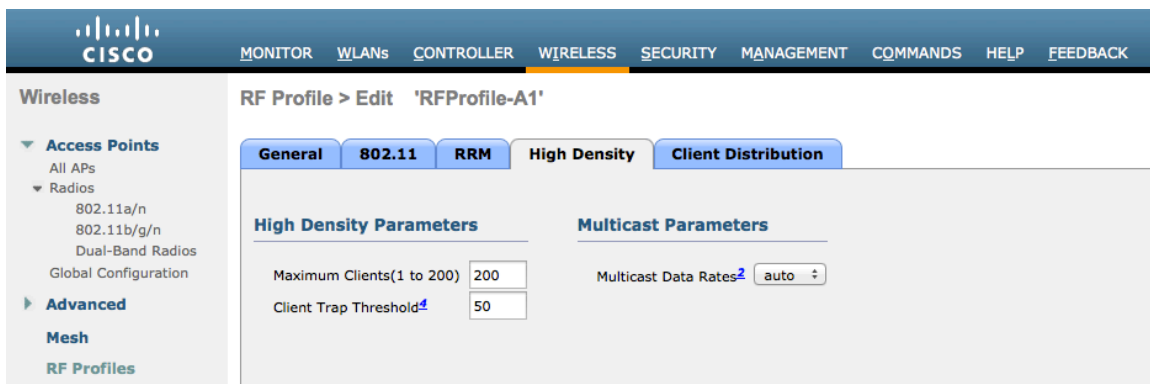 CISCO
MONITOR WLANs CONTROLLER WIRELESS SECURITY MANAGEMENT COMMANDS HELP FEEDBACK
Wireless
Access Points
All APs
Radios
802.11a/n
802.11b/g/n
Dual-Band Radios
Global Configuration
Advanced
Mesh
RF Profiles
RF Profile > Edit 'RFProfile-A1'
General 802.11 RRM High Density Client Distribution
High Density Parameters
Maximum Clients(1 to 200) 200
Client Trap Threshold4 50
Multicast Parameters
Multicast Data Rates2 auto